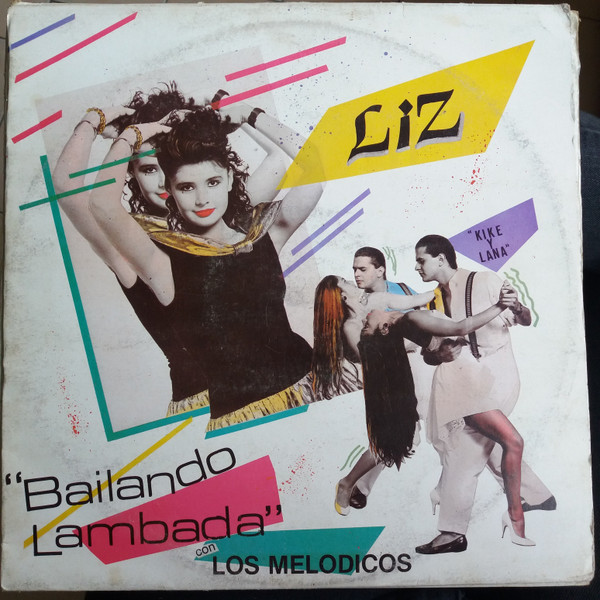 LiZ
"KIKE
Y
LANA"
"Bailando
Lambada"
con LOS MELODICOS